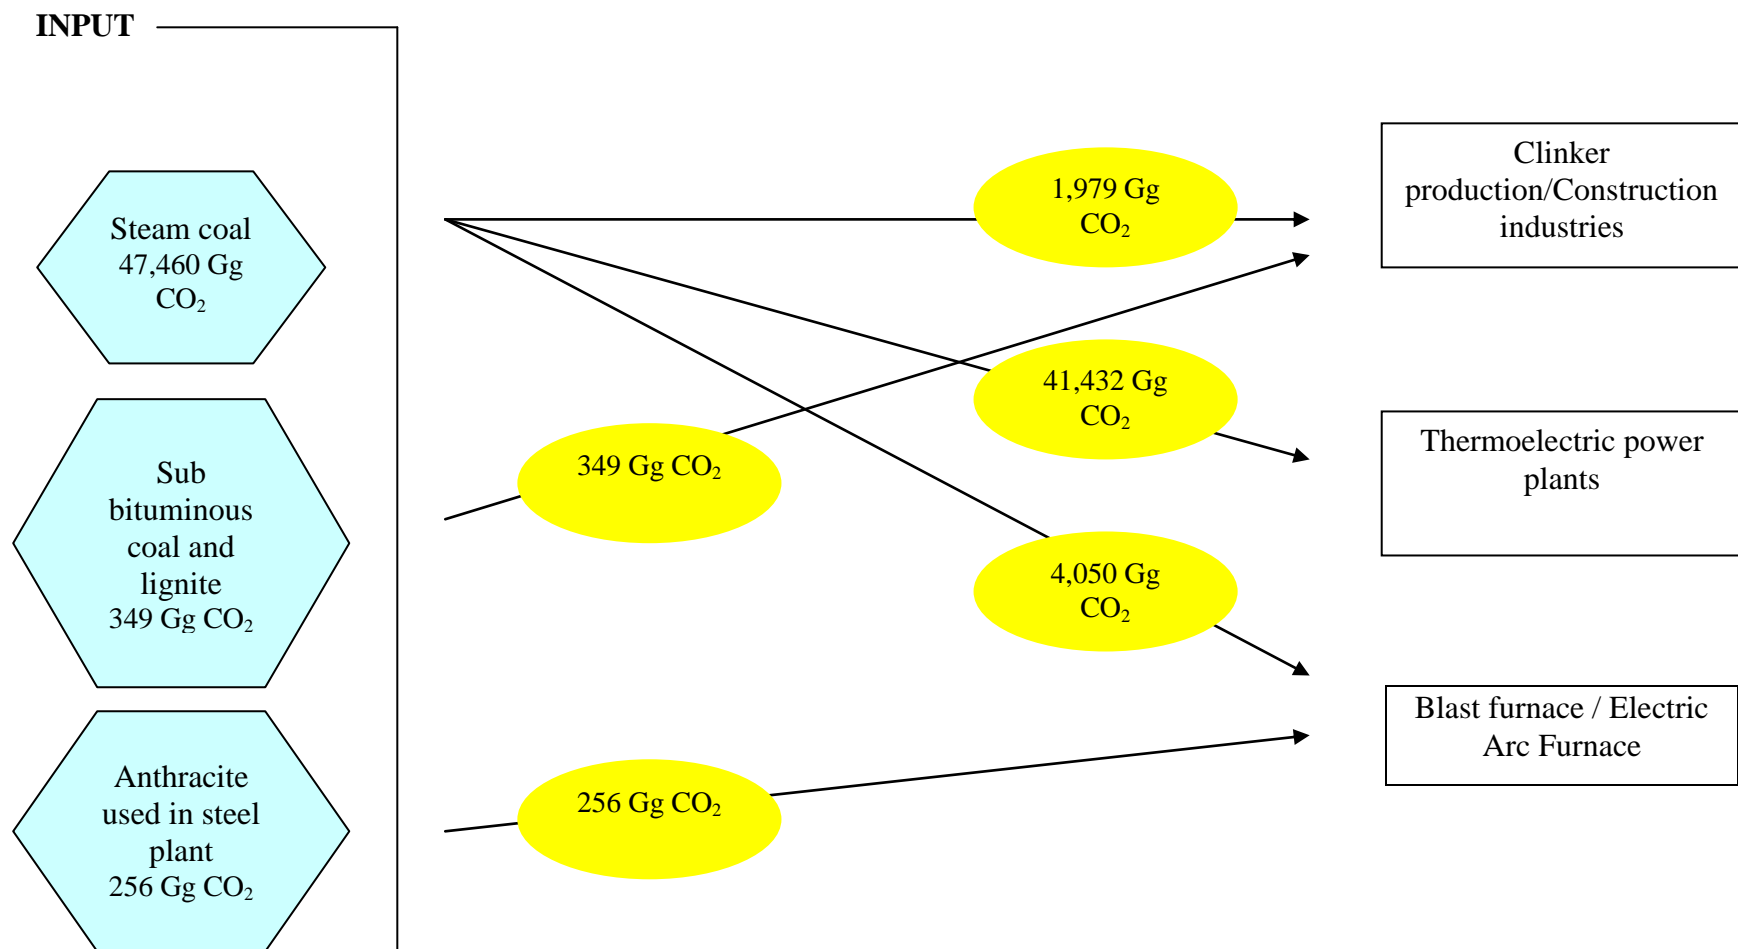 INPUT
Steam coal
47,460 Gg
CO₂
Sub
bituminous
coal and
lignite
349 Gg CO₂
Anthracite
used in steel
plant
256 Gg CO₂
1,979 Gg
CO₂
41,432 Gg
CO₂
349 Gg CO₂
4,050 Gg
CO₂
256 Gg CO₂
Clinker
production/Construction
industries
Thermoelectric power
plants
Blast furnace / Electric
Arc Furnace